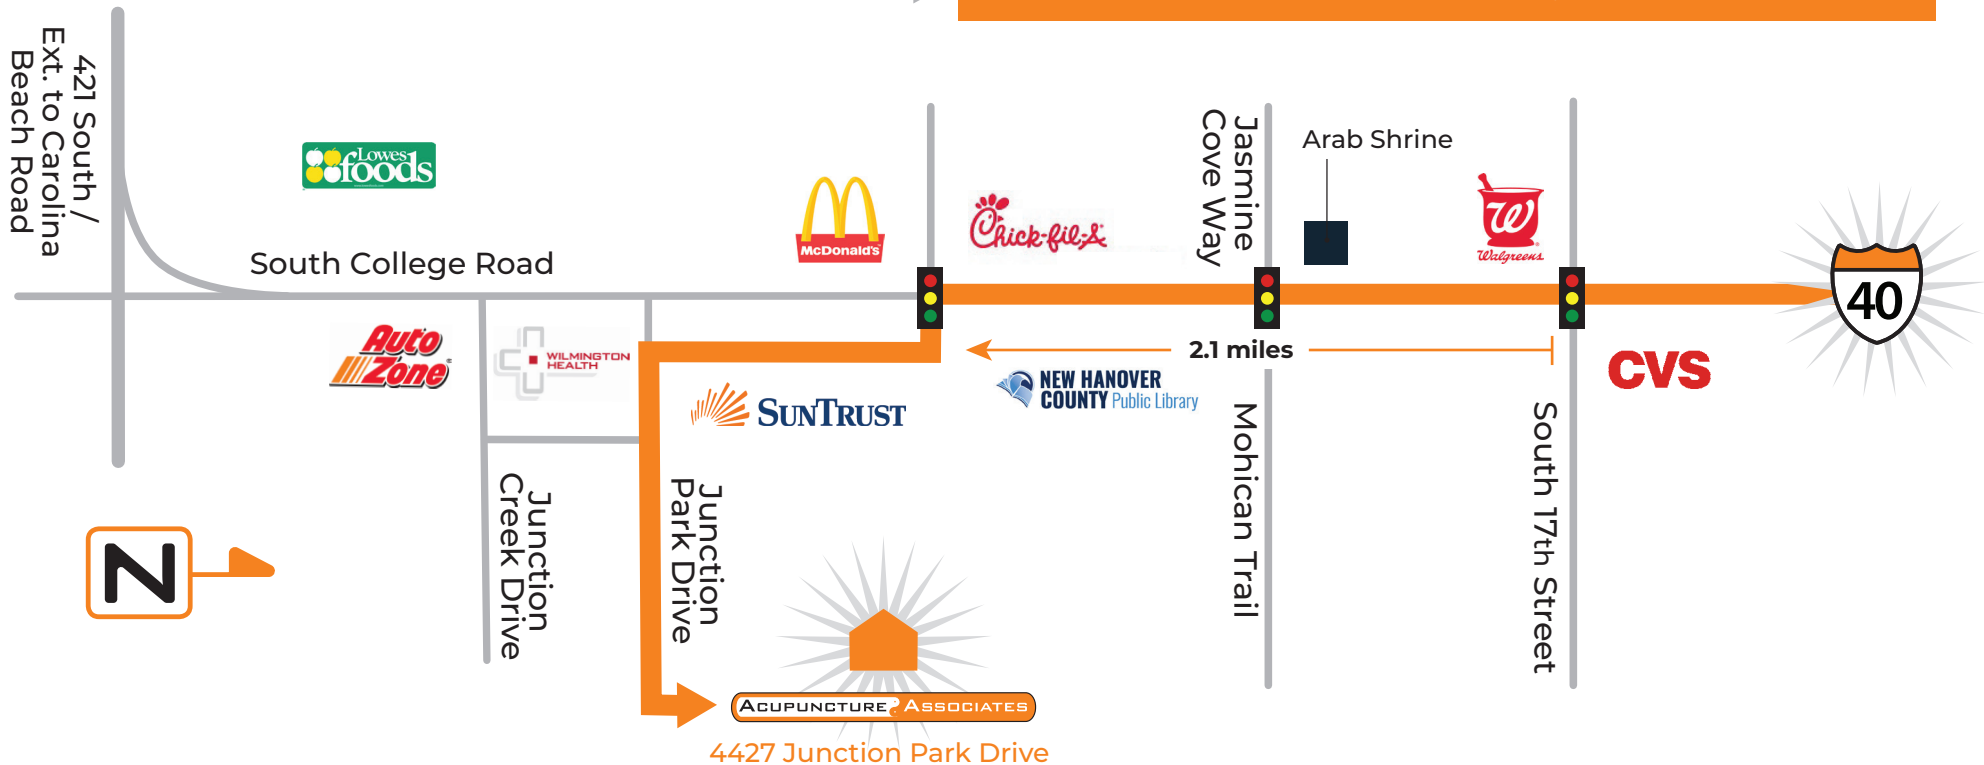 421 South /
Ext. to Carolina
Beach Road
Lowes
foods
South College Road
McDonald's
Chick-fil-A
Jasmine
Cove Way
Arab Shrine
W
Walgreens
40
Auto
Zone
WILMINGTON
HEALTH
SUNTRUST
2.1 miles
NEW HANOVER
COUNTY Public Library
CVS
Mohican Trail
South 17th Street
Junction
Creek Drive
Junction
Park Drive
N
ACUPUNCTURE ASSOCIATES
4427 Junction Park Drive